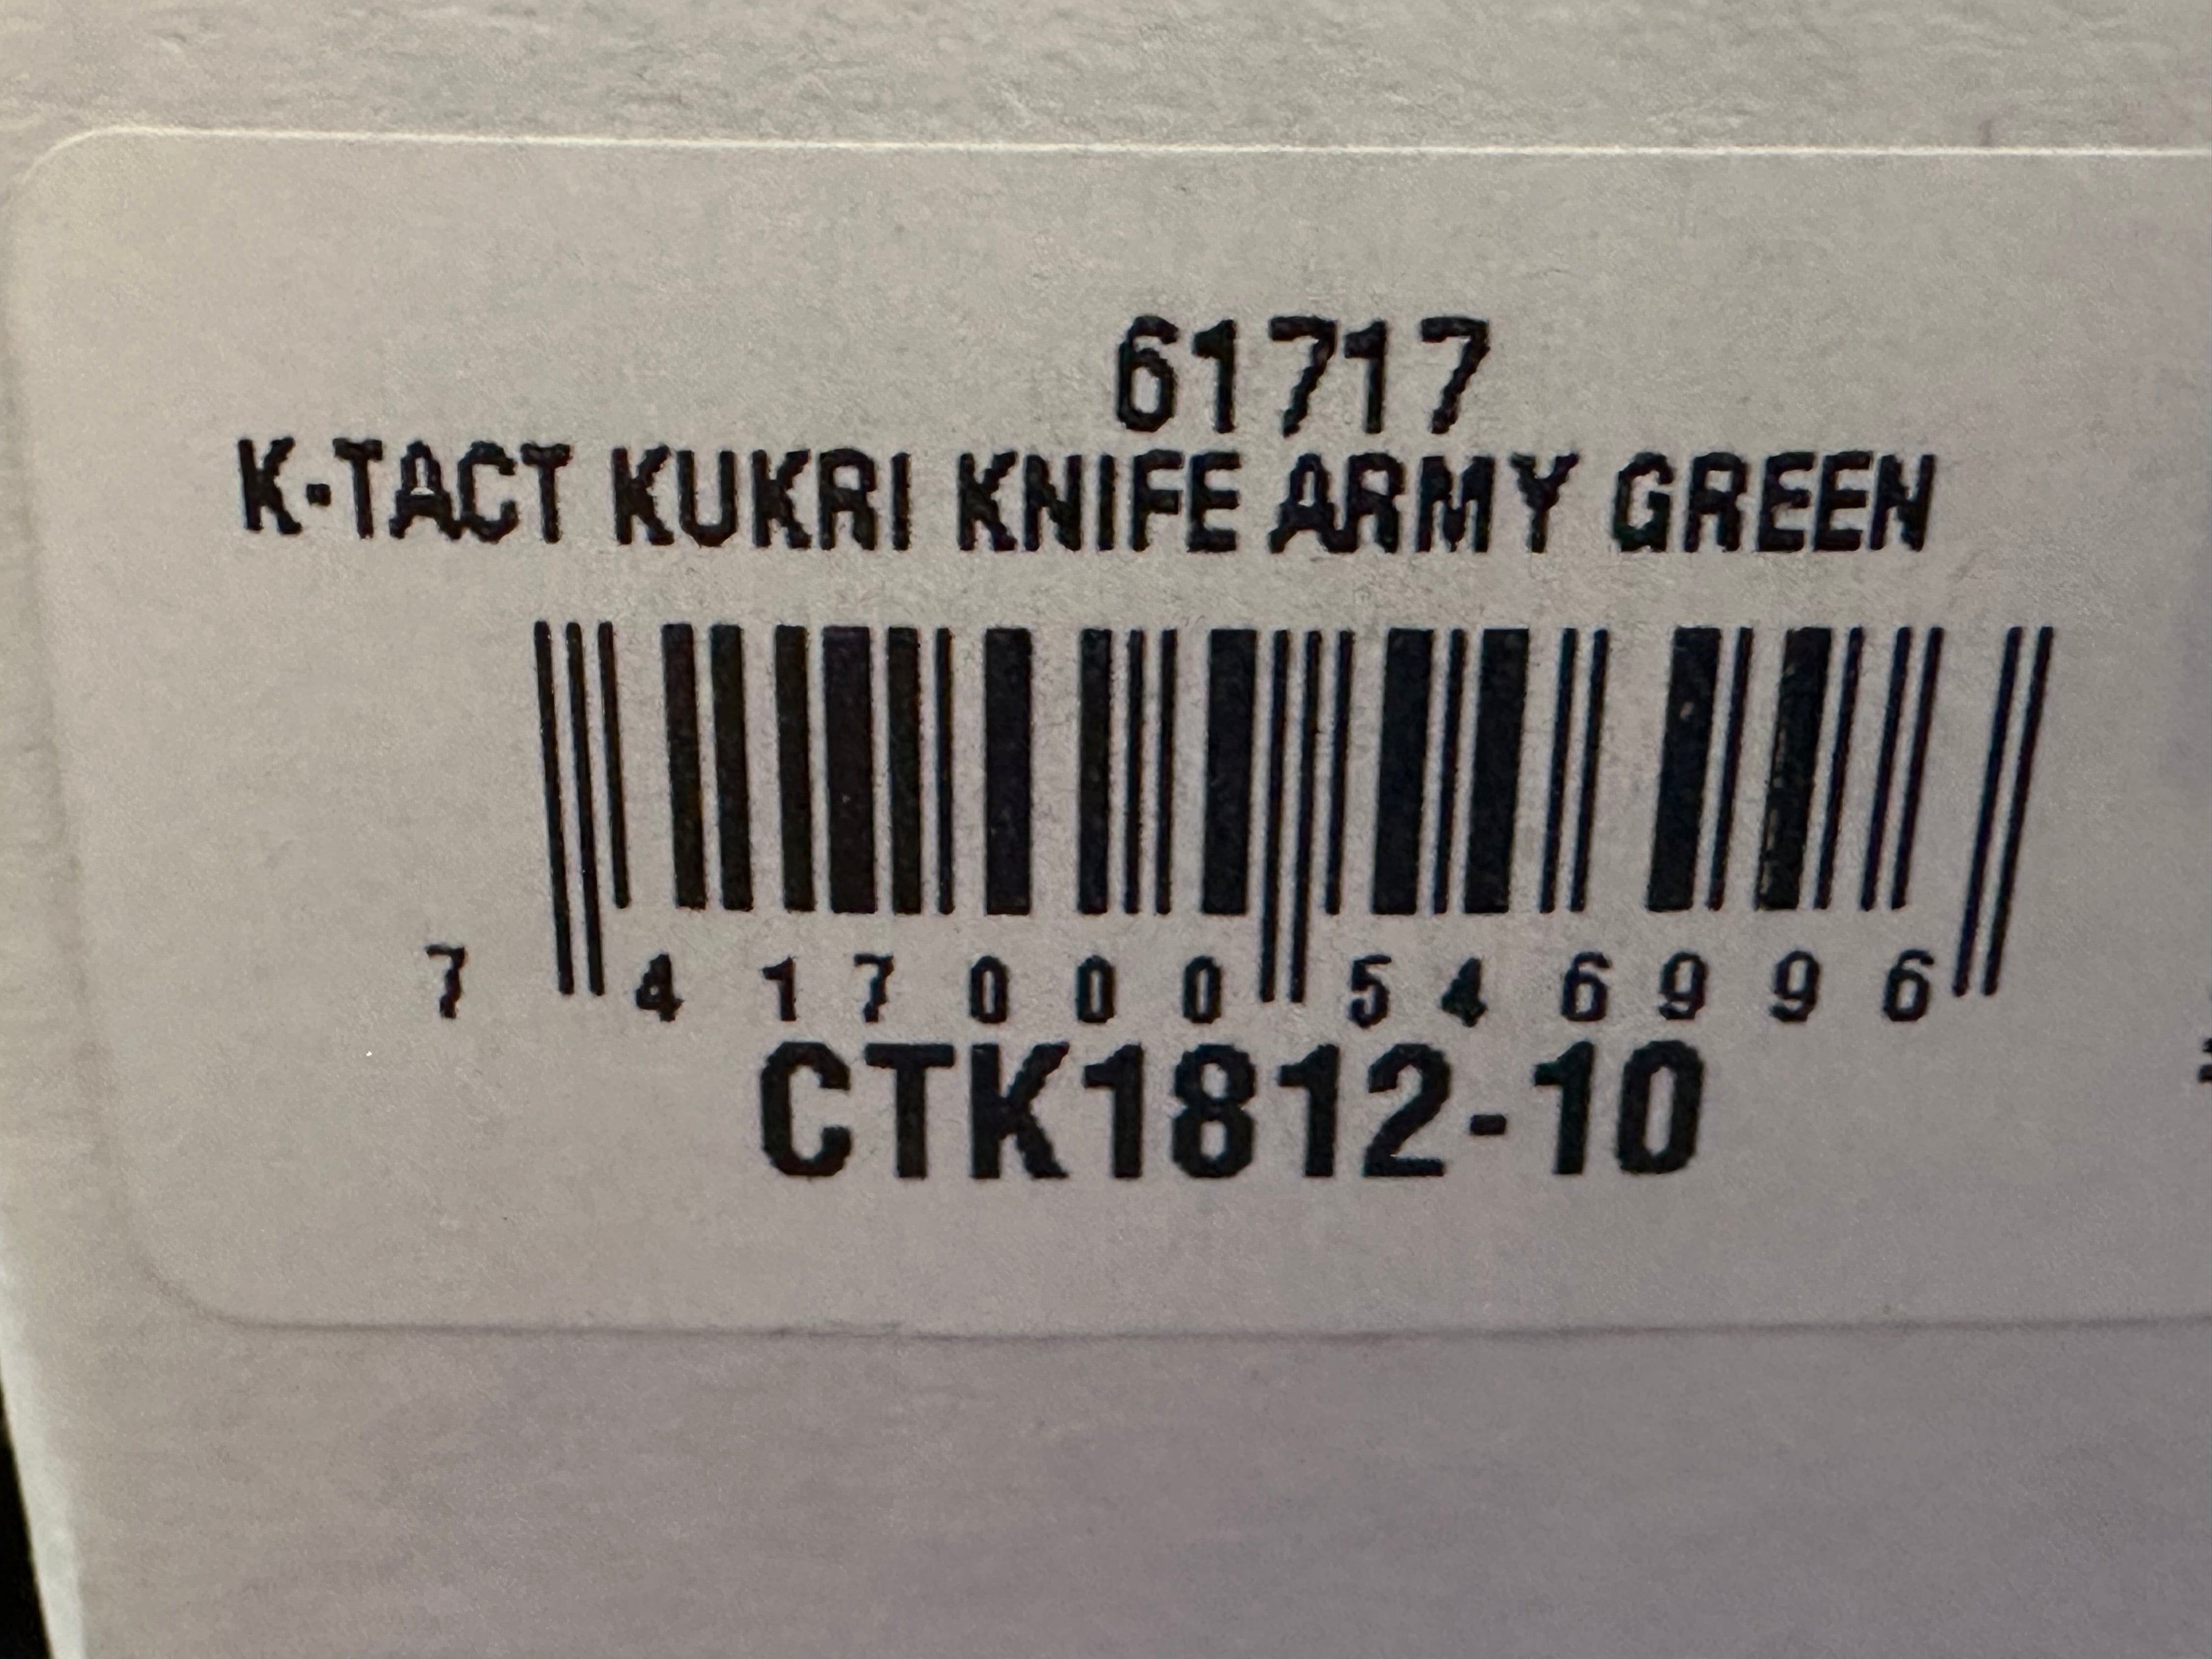 61717
K-TACT KUKRI KNIFE ARMY GREEN
7 417000 546996
CTK1812-10